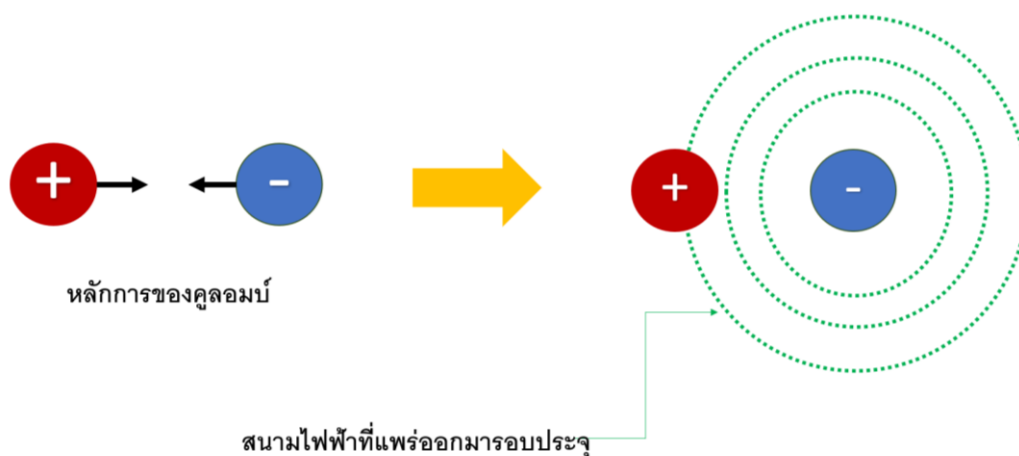 +
-
+
-
หลักการของคูลอมบ์
สนามไฟฟ้าที่แพร่ออกมารอบประจุ